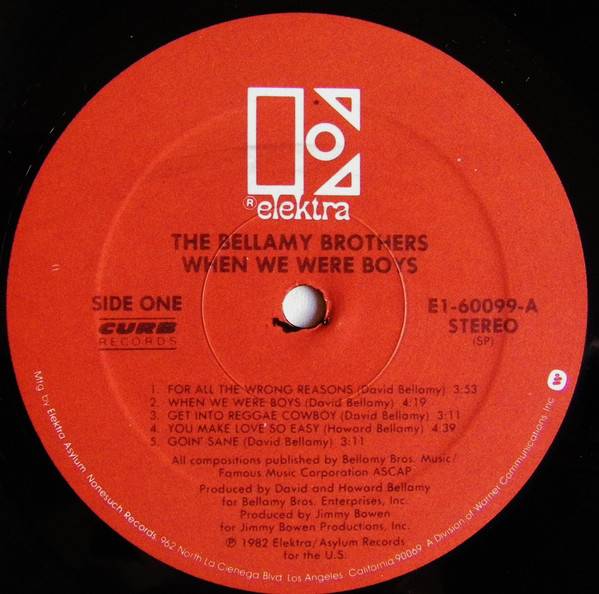 ® elektra
THE BELLAMY BROTHERS
WHEN WE WERE BOYS
SIDE ONE
CURB
RECORDS
E1-60099-A
STEREO
(SP)
1. FOR ALL THE WRONG REASONS (David Bellamy) 3:53
2. WHEN WE WERE BOYS (David Bellamy) 4:19
3. GET INTO REGGAE COWBOY (David Bellamy) 3:11
4. YOU MAKE LOVE SO EASY (Howard Bellamy) 4:39
5. GOIN' SANE (David Bellamy) 3:11
All compositions published by Bellamy Bros. Music/
Famous Music Corporation ASCAP
Produced by David and Howard Bellamy
for Bellamy Bros. Enterprises, Inc.
Produced by Jimmy Bowen
for Jimmy Bowen Productions, Inc.
℗ 1982 Elektra/Asylum Records
for the U.S.
Mfg. by Elektra Asylum Nonesuch Records, 962 North La Cienega Blvd. Los Angeles, California 90069 A Division of Warner Communications, Inc.